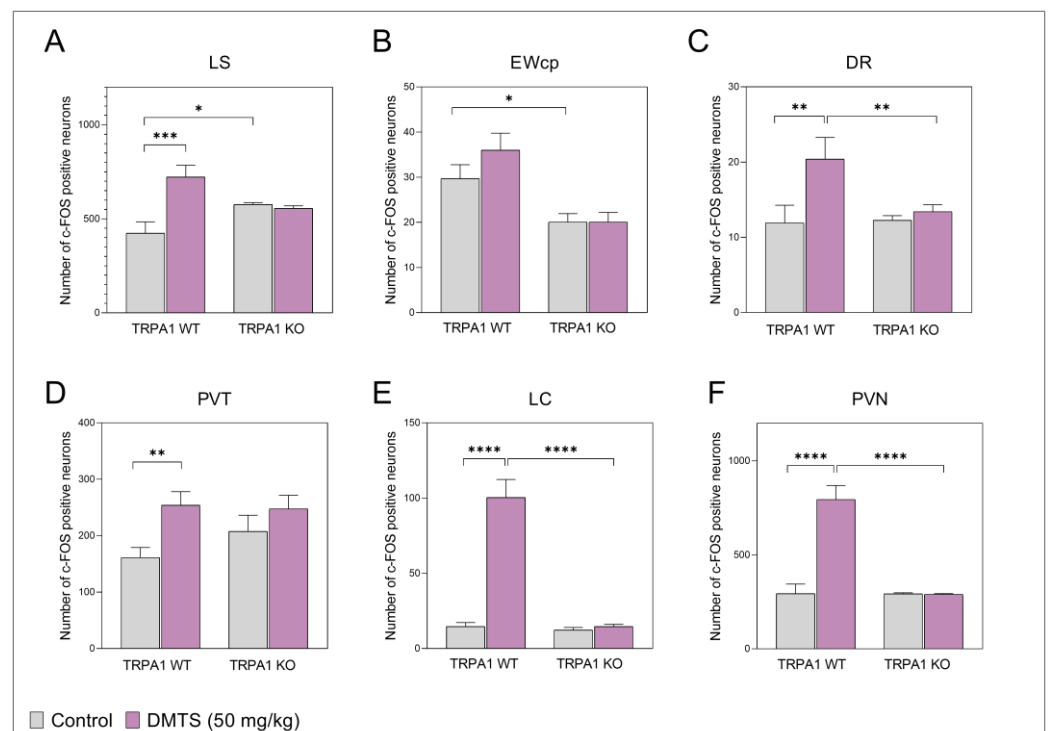 A
LS
Number of c-FOS positive neurons
1000
500
0
*
***
TRPA1 WT
TRPA1 KO
B
EWcp
Number of c-FOS positive neurons
50
40
30
20
10
0
*
TRPA1 WT
TRPA1 KO
C
DR
Number of c-FOS positive neurons
30
20
10
0
**
**
TRPA1 WT
TRPA1 KO
D
PVT
Number of c-FOS positive neurons
400
300
200
100
0
**
TRPA1 WT
TRPA1 KO
E
LC
Number of c-FOS positive neurons
150
100
50
0
****
****
TRPA1 WT
TRPA1 KO
F
PVN
Number of c-FOS positive neurons
1000
500
0
****
****
TRPA1 WT
TRPA1 KO
Control
DMTS (50 mg/kg)